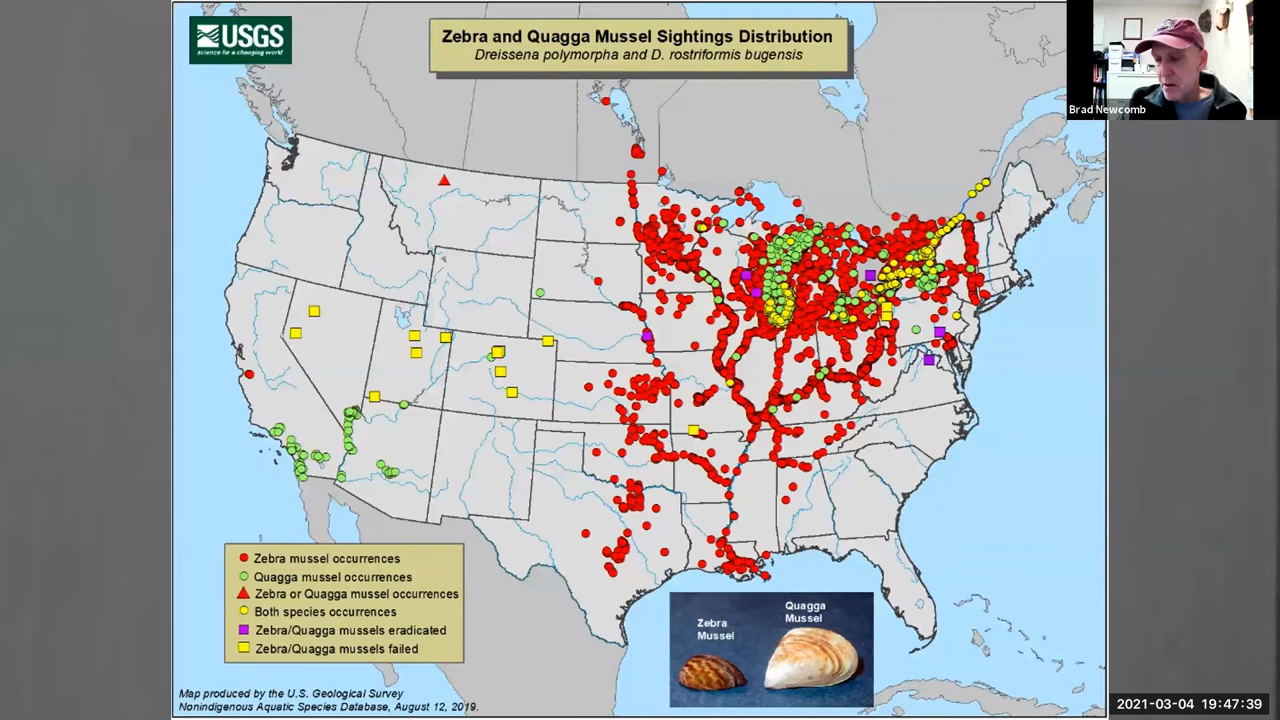 USGS
science for a changing world
Zebra and Quagga Mussel Sightings Distribution
Dreissena polymorpha and D. rostriformis bugensis
Brad Newcomb
Zebra mussel occurrences
Quagga mussel occurrences
Zebra or Quagga mussel occurrences
Both species occurrences
Zebra/Quagga mussels eradicated
Zebra/Quagga mussels failed
Zebra
Mussel
Quagga
Mussel
Map produced by the U.S. Geological Survey
Nonindigenous Aquatic Species Database, August 12, 2019.
2021-03-04 19:47:39